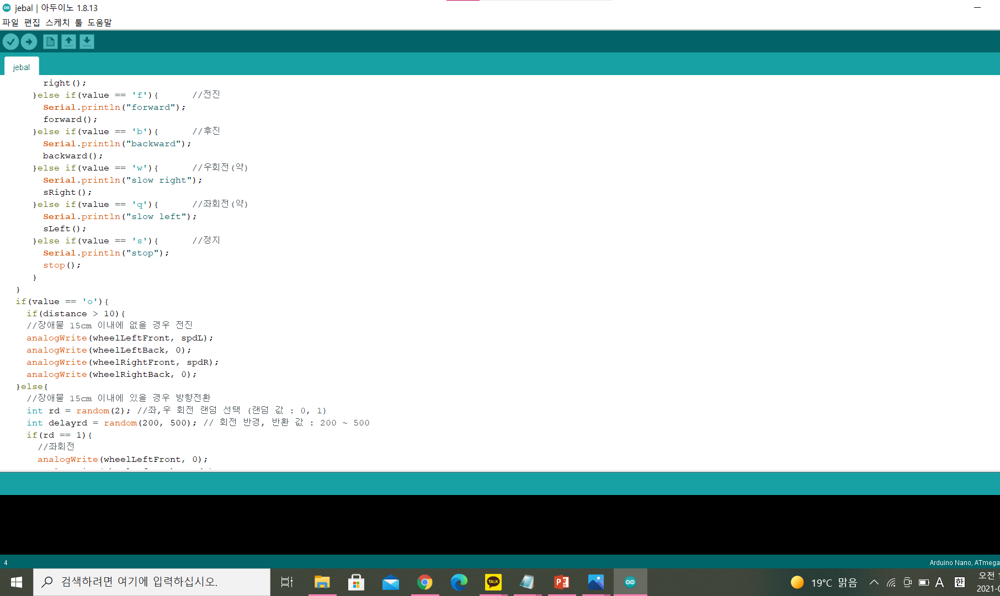 jebal | 아두이노 1.8.13
파일 편집 스케치 툴 도움말
jebal
right();
}else if(value == 'f'){ //전진
Serial.println("forward");
forward();
}else if(value == 'b'){ //후진
Serial.println("backward");
backward();
}else if(value == 'w'){ //우회전(약)
Serial.println("slow right");
sRight();
}else if(value == 'q'){ //좌회전(약)
Serial.println("slow left");
sLeft();
}else if(value == 's'){ //정지
Serial.println("stop");
stop();
}
}
if(value == 'o'){
if(distance > 10){
//장애물 15cm 이내에 없을 경우 전진
analogWrite(wheelLeftFront, spdL);
analogWrite(wheelLeftBack, 0);
analogWrite(wheelRightFront, spdR);
analogWrite(wheelRightBack, 0);
}else{
//장애물 15cm 이내에 있을 경우 방향전환
int rd = random(2); //좌,우 회전 랜덤 선택 (랜덤 값 : 0, 1)
int delayrd = random(200, 500); // 회전 반경, 반환 값 : 200 ~ 500
if(rd == 1){
//좌회전
analogWrite(wheelLeftFront, 0);
4
Arduino Nano, ATmega
검색하려면 여기에 입력하십시오.
TALK
19°C 맑음
A
한
오전 1
2021-0